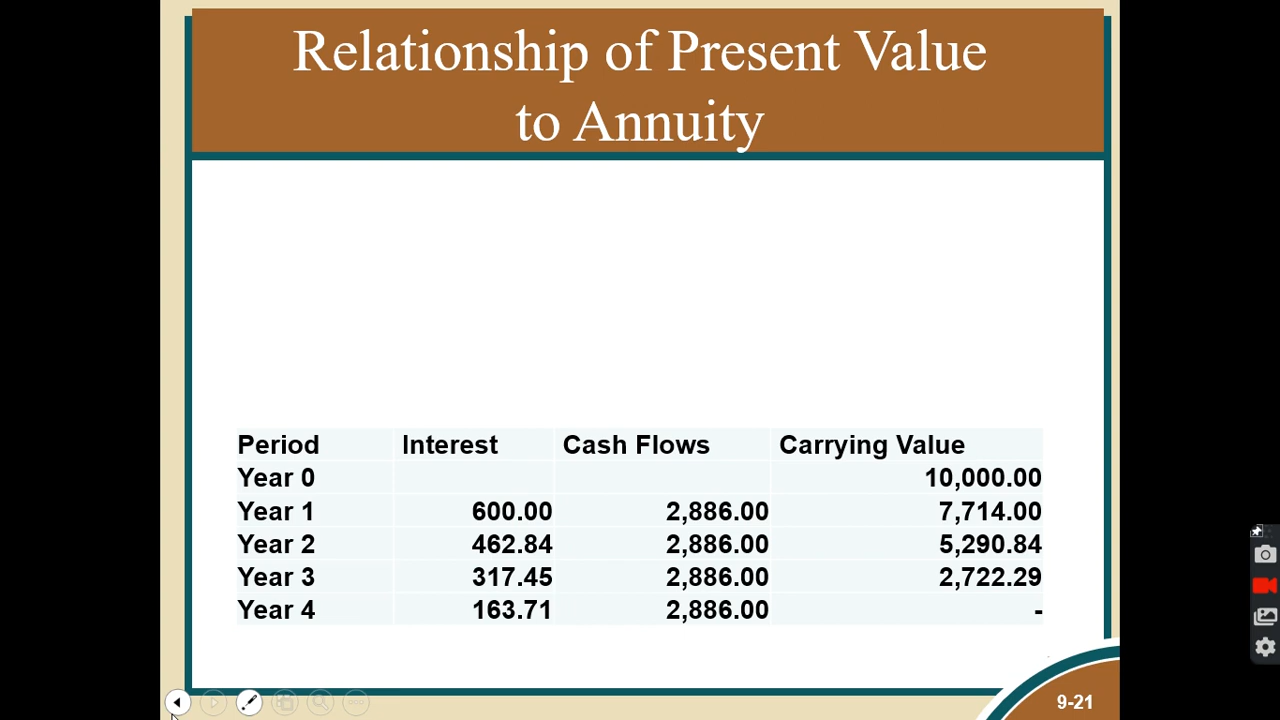 Relationship of Present Value
to Annuity
Period Interest Cash Flows Carrying Value
Year 0 10,000.00
Year 1 600.00 2,886.00 7,714.00
Year 2 462.84 2,886.00 5,290.84
Year 3 317.45 2,886.00 2,722.29
Year 4 163.71 2,886.00 -
9-21